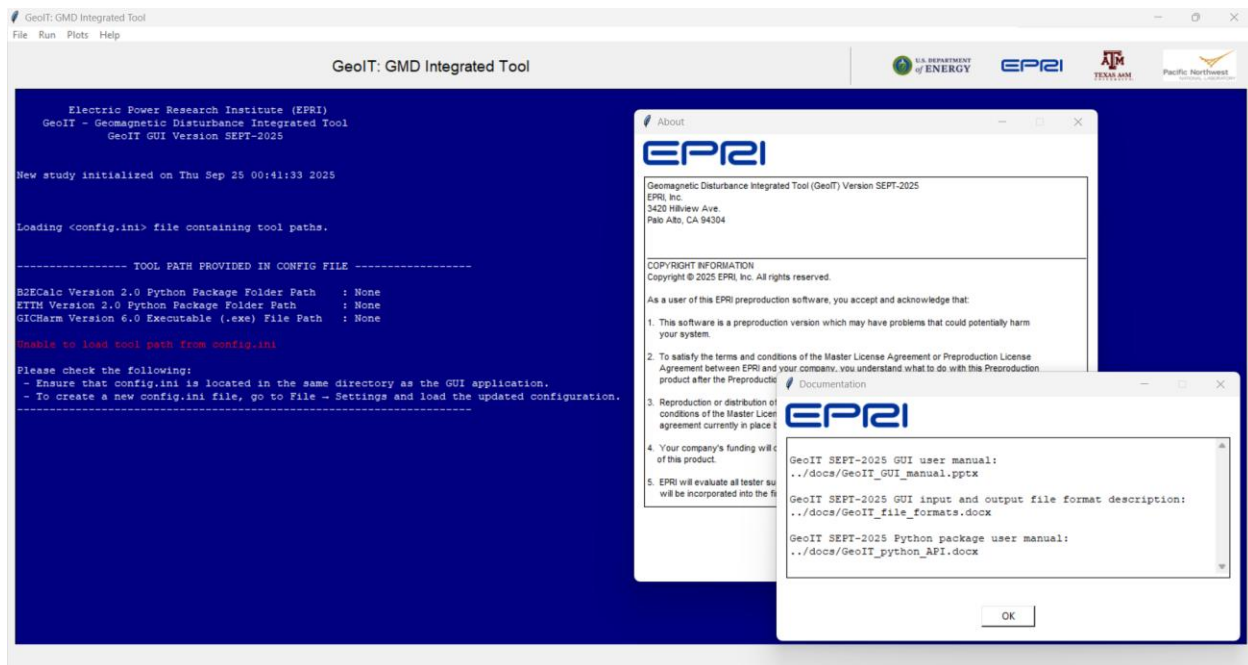 GeoIT: GMD Integrated Tool
File Run Plots Help
GeoIT: GMD Integrated Tool
U.S. DEPARTMENT
of ENERGY
EPRI
TEXAS A&M
UNIVERSITY
Pacific Northwest
NATIONAL LABORATORY
Electric Power Research Institute (EPRI)
GeoIT - Geomagnetic Disturbance Integrated Tool
GeoIT GUI Version SEPT-2025
New study initialized on Thu Sep 25 00:41:33 2025
Loading <config.ini> file containing tool paths.
----------------- TOOL PATH PROVIDED IN CONFIG FILE ------------------
B2ECalc Version 2.0 Python Package Folder Path : None
ETTM Version 2.0 Python Package Folder Path : None
GICHarm Version 6.0 Executable (.exe) File Path : None
Unable to load tool path from config.ini
Please check the following:
- Ensure that config.ini is located in the same directory as the GUI application.
- To create a new config.ini file, go to File → Settings and load the updated configuration.
----------------------------------------------------------------------
About
EPRI
Geomagnetic Disturbance Integrated Tool (GeoIT) Version SEPT-2025
EPRI, Inc.
3420 Hillview Ave.
Palo Alto, CA 94304
COPYRIGHT INFORMATION
Copyright © 2025 EPRI, Inc. All rights reserved.
As a user of this EPRI preproduction software, you accept and acknowledge that:
1. This software is a preproduction version which may have problems that could potentially harm
your system.
2. To satisfy the terms and conditions of the Master License Agreement or Preproduction License
Agreement between EPRI and your company, you understand what to do with this Preproduction
product after the Preproductio
3. Reproduction or distribution of
conditions of the Master Licen
agreement currently in place b
4. Your company's funding will
of this product.
5. EPRI will evaluate all tester su
will be incorporated into the fi
Documentation
EPRI
GeoIT SEPT-2025 GUI user manual:
../docs/GeoIT_GUI_manual.pptx
GeoIT SEPT-2025 GUI input and output file format description:
../docs/GeoIT_file_formats.docx
GeoIT SEPT-2025 Python package user manual:
../docs/GeoIT_python_API.docx
OK